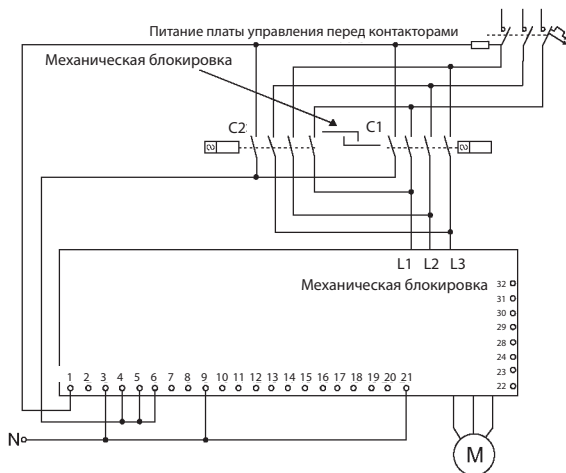 Питание платы управления перед контакторами
Механическая блокировка
C2
C1
L1 L2 L3
Механическая блокировка
32
31
30
29
28
24
23
22
1 2 3 4 5 6 7 8 9 10 11 12 13 14 15 16 17 18 19 20 21
N
M